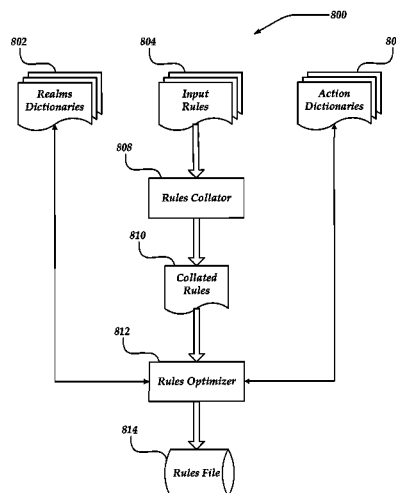 800
802
804
80
Realms
Dictionaries
Input
Rules
Action
Dictionaries
808
Rules Collator
810
Collated
Rules
812
Rules Optimizer
814
Rules File